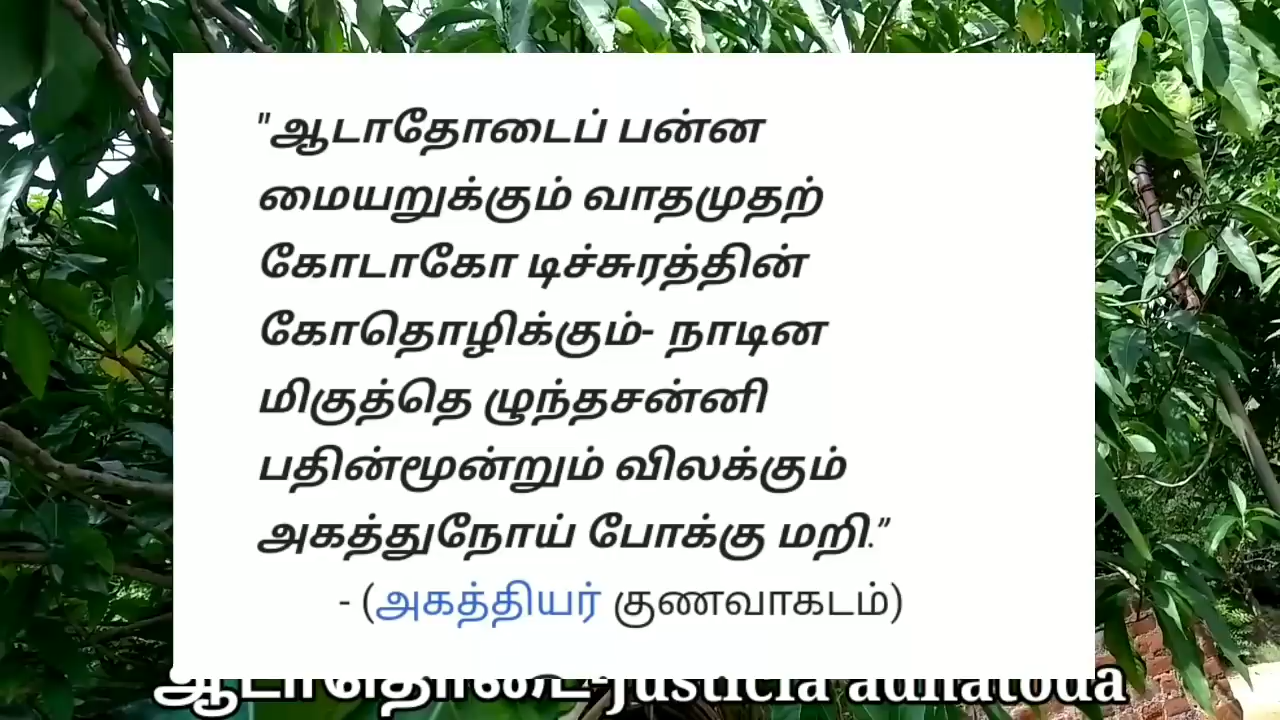 "ஆடாதோடைப் பன்ன
மையறுக்கும் வாதமுதற்
கோடாகோ டிச்சுரத்தின்
கோதொழிக்கும்- நாடின
மிகுத்தெ ழுந்தசன்னி
பதின்மூன்றும் விலக்கும்
அகத்துநோய் போக்கு மறி.”
- (அகத்தியர் குணவாகடம்)
ஆடாதொடை-justicia adhatoda